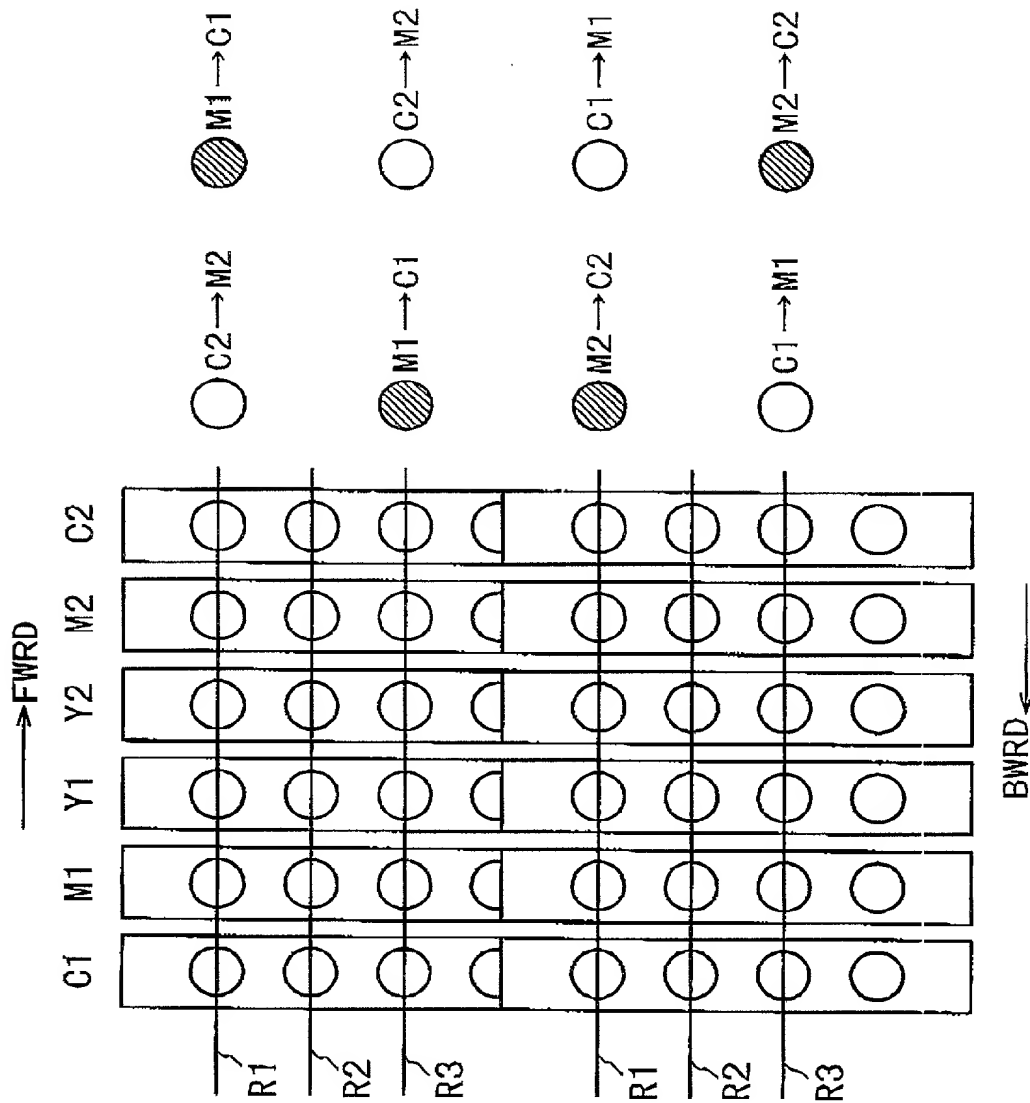 FWRD
C1 M1 Y1 Y2 M2 C2
R1
C2→M2 M1→C1
R2
R3
M1→C1 C2→M2
R1
M2→C2 C1→M1
R2
R3
C1→M1 M2→C2
BWRD